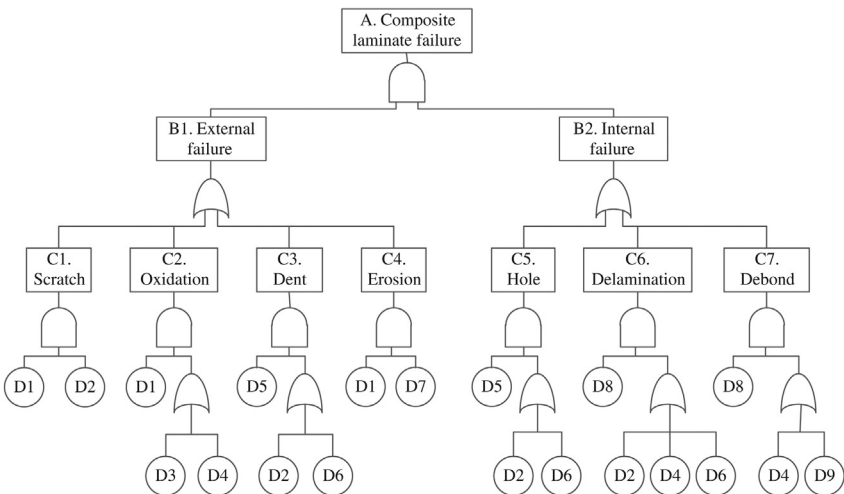 A. Composite
laminate failure
B1. External
failure
B2. Internal
failure
C1.
Scratch
C2.
Oxidation
C3.
Dent
C4.
Erosion
C5.
Hole
C6.
Delamination
C7.
Debond
D1 D2 D1 D5 D1 D7 D5 D8 D8
D3 D4 D2 D6 D2 D6 D2 D4 D6 D4 D9